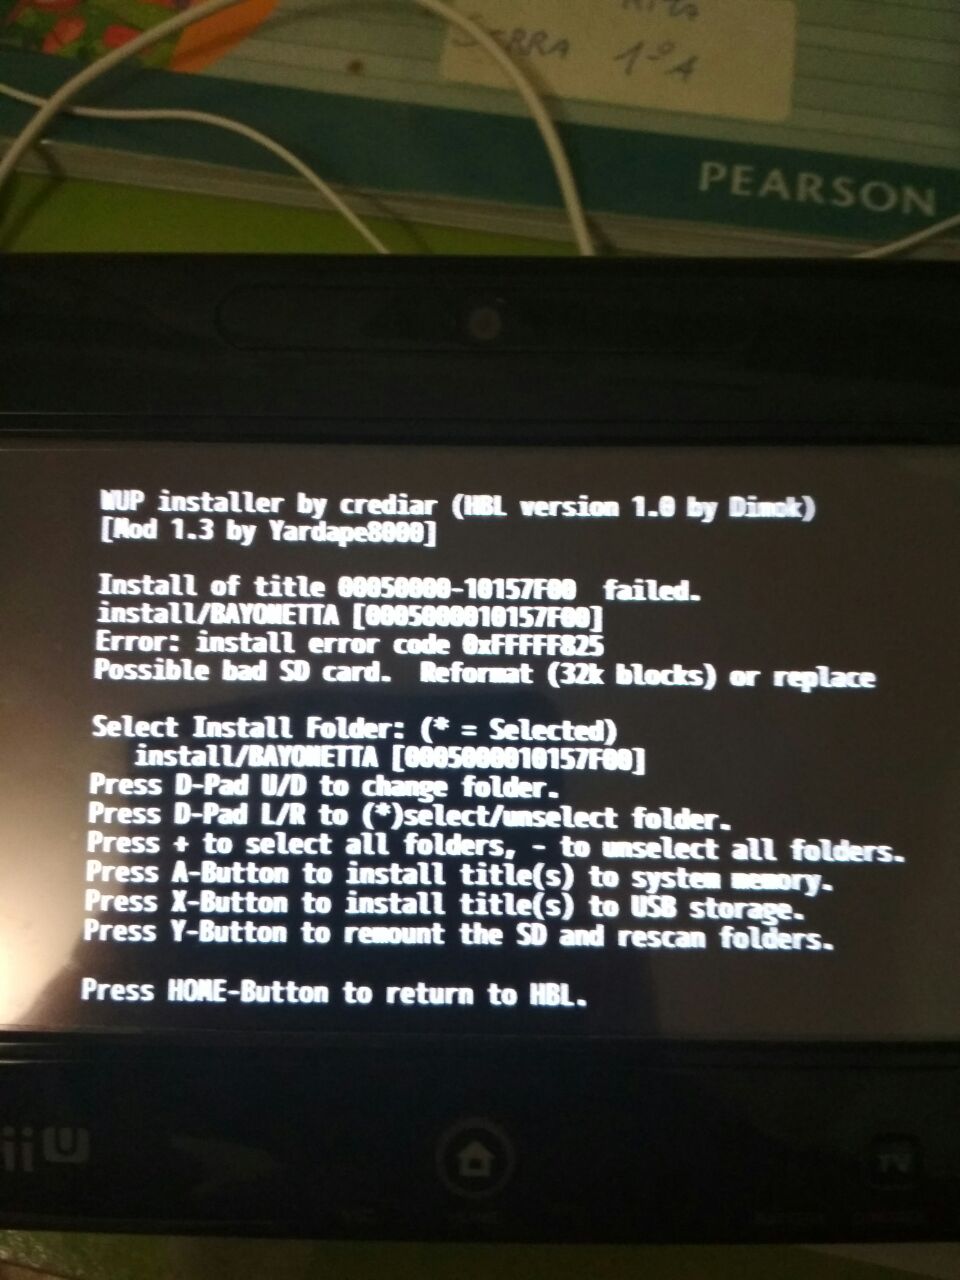 SERRA 1º A
PEARSON
WUP installer by crediar (HBL version 1.0 by Dimok)
[Mod 1.3 by Yardape8000]
Install of title 00050000-10157F00 failed.
install/BAYONETTA [0005000010157F00]
Error: install error code 0xFFFFF825
Possible bad SD card. Reformat (32k blocks) or replace
Select Install Folder: (* = Selected)
install/BAYONETTA [0005000010157F00]
Press D-Pad U/D to change folder.
Press D-Pad L/R to (*)select/unselect folder.
Press + to select all folders, - to unselect all folders.
Press A-Button to install title(s) to system memory.
Press X-Button to install title(s) to USB storage.
Press Y-Button to remount the SD and rescan folders.
Press HOME-Button to return to HBL.
ii U
TV